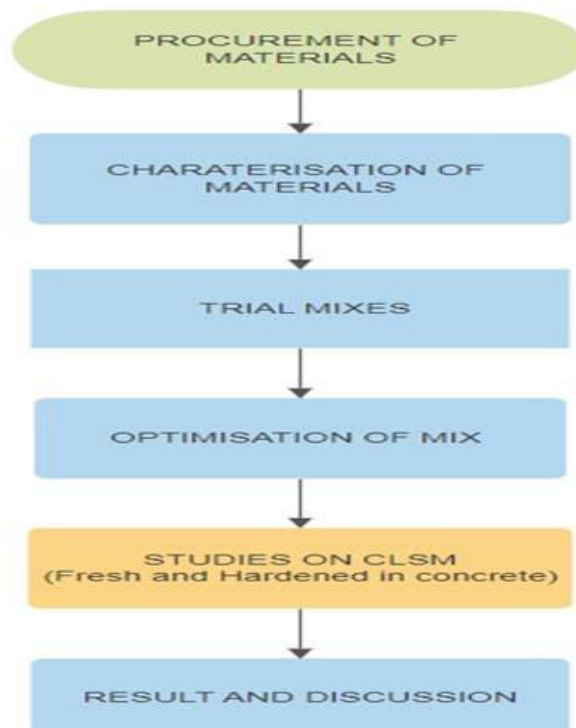 PROCUREMENT OF
MATERIALS
CHARATERISATION OF
MATERIALS
TRIAL MIXES
OPTIMISATION OF MIX
STUDIES ON CLSM
(Fresh and Hardened in concrete)
RESULT AND DISCUSSION